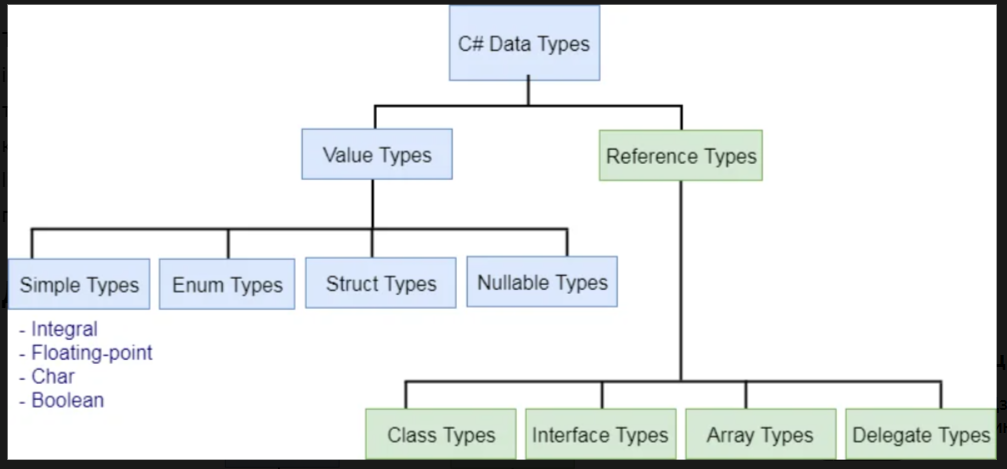 C# Data Types
Value Types
Reference Types
Simple Types
Enum Types
Struct Types
Nullable Types
- Integral
- Floating-point
- Char
- Boolean
Class Types
Interface Types
Array Types
Delegate Types